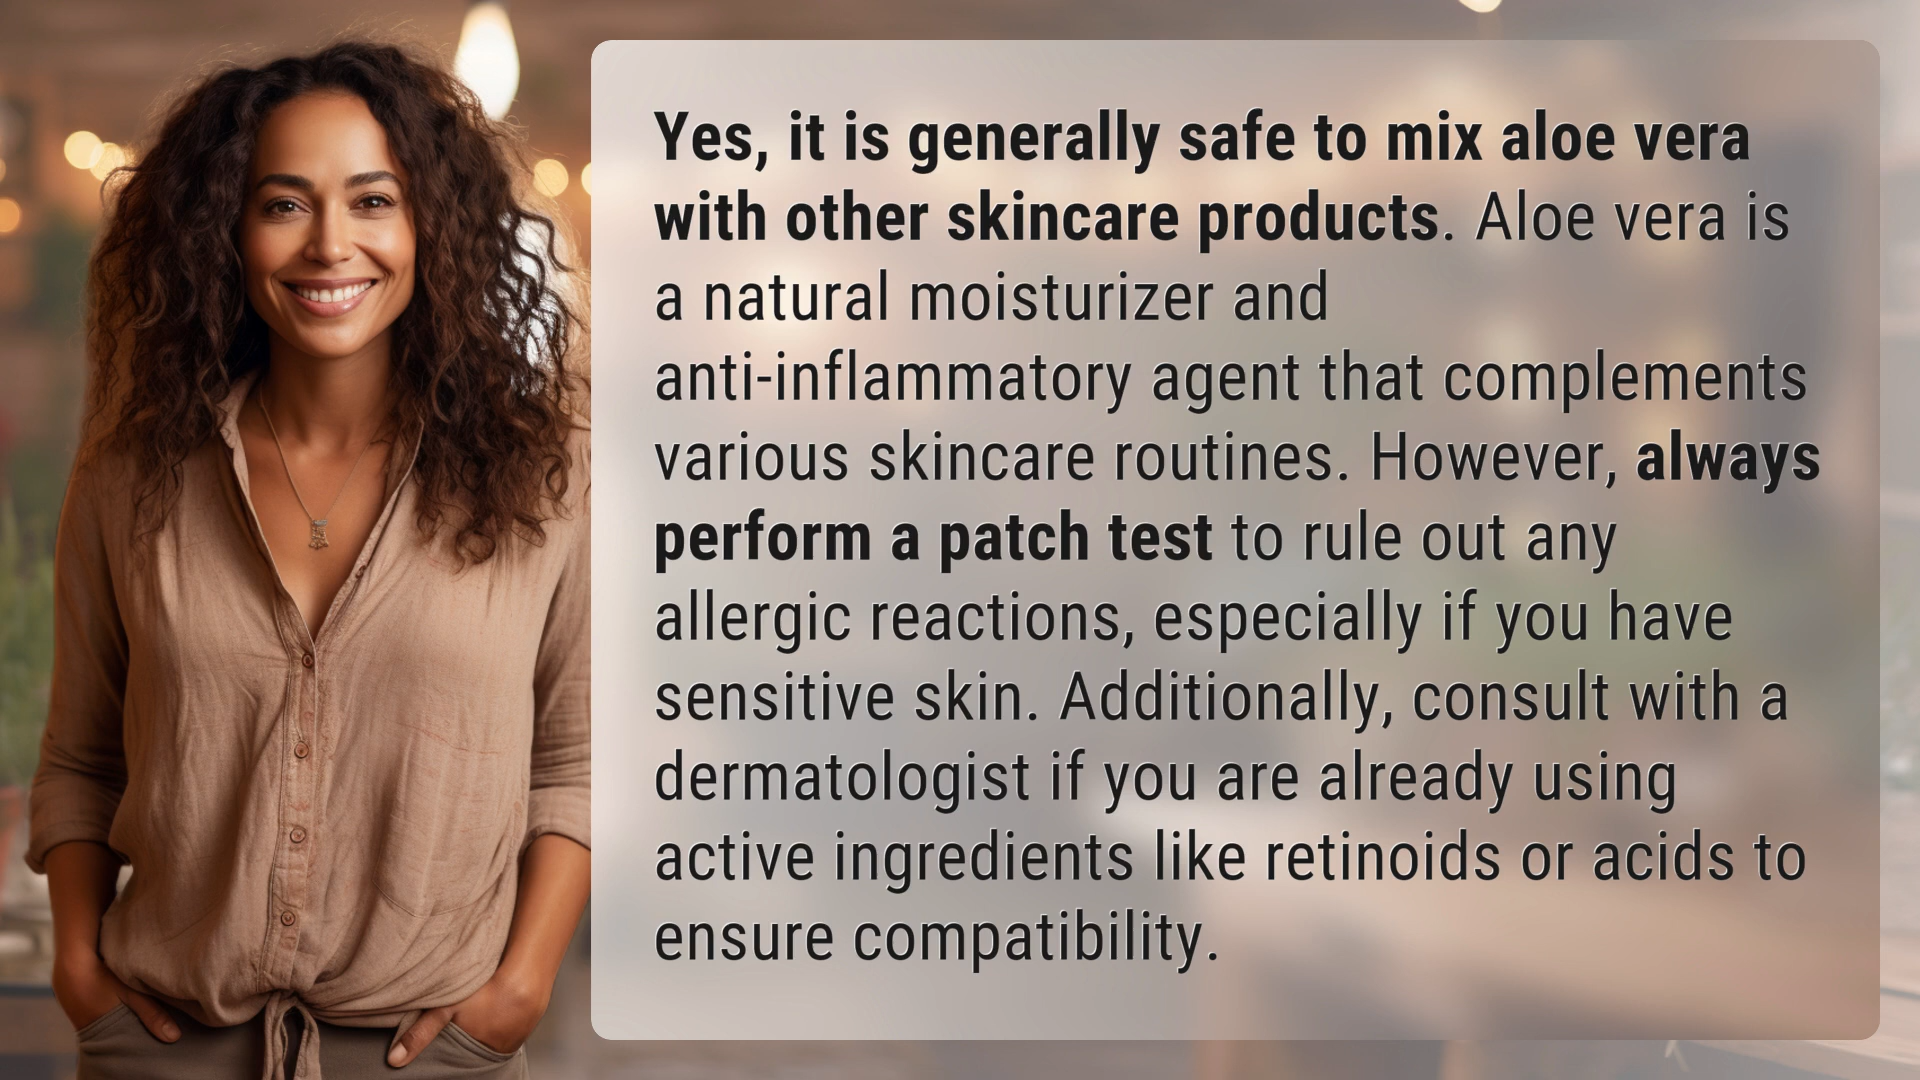 Yes, it is generally safe to mix aloe vera
with other skincare products. Aloe vera is
a natural moisturizer and
anti-inflammatory agent that complements
various skincare routines. However, always
perform a patch test to rule out any
allergic reactions, especially if you have
sensitive skin. Additionally, consult with a
dermatologist if you are already using
active ingredients like retinoids or acids to
ensure compatibility.